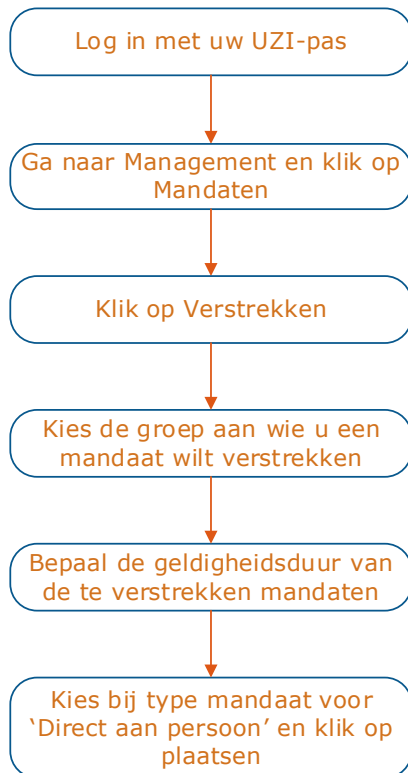 Log in met uw UZI-pas
Ga naar Management en klik op
Mandaten
Klik op Verstrekken
Kies de groep aan wie u een
mandaat wilt verstrekken
Bepaal de geldigheidsduur van
de te verstrekken mandaten
Kies bij type mandaat voor
‘Direct aan persoon’ en klik op
plaatsen